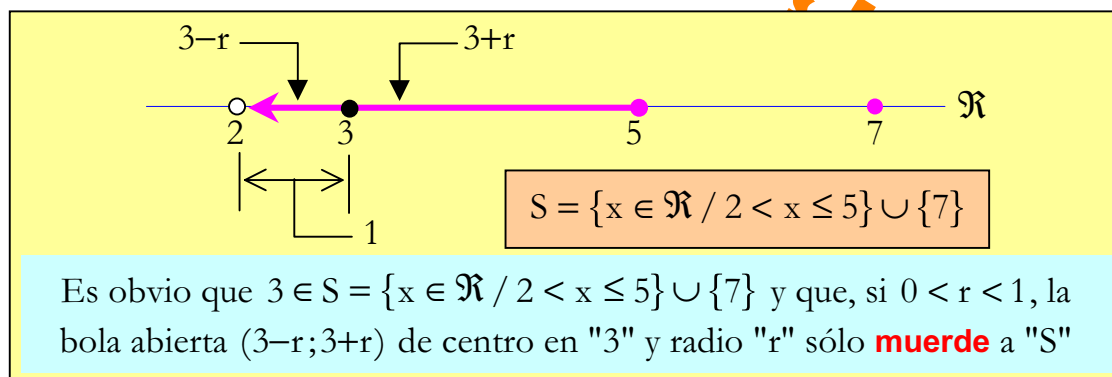 3−r 3+r
ℜ
2 3 5 7
1
S = {x ∈ ℜ / 2 < x ≤ 5} ∪ {7}
Es obvio que 3 ∈ S = {x ∈ ℜ / 2 < x ≤ 5} ∪ {7} y que, si 0 < r < 1, la
bola abierta (3−r;3+r) de centro en "3" y radio "r" sólo muerde a "S"